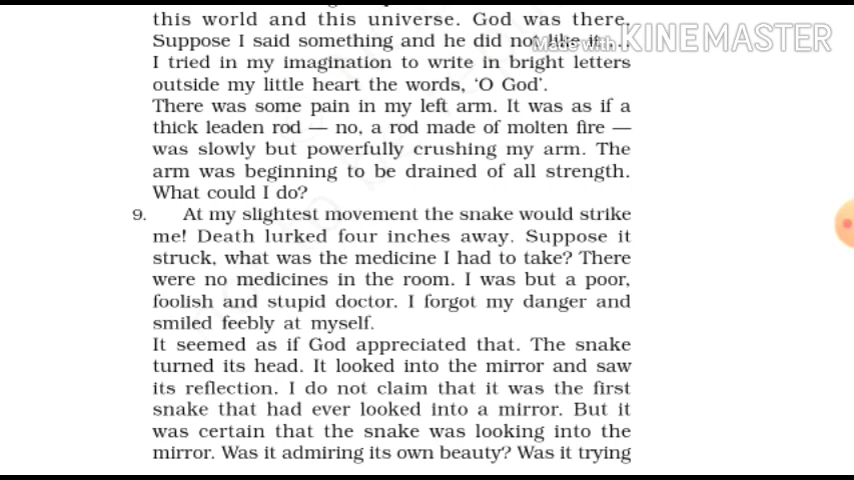 this world and this universe. God was there.
Suppose I said something and he did not like it...
Made with KINEMASTER
I tried in my imagination to write in bright letters
outside my little heart the words, ‘O God’.
There was some pain in my left arm. It was as if a
thick leaden rod — no, a rod made of molten fire —
was slowly but powerfully crushing my arm. The
arm was beginning to be drained of all strength.
What could I do?
9. At my slightest movement the snake would strike
me! Death lurked four inches away. Suppose it
struck, what was the medicine I had to take? There
were no medicines in the room. I was but a poor,
foolish and stupid doctor. I forgot my danger and
smiled feebly at myself.
It seemed as if God appreciated that. The snake
turned its head. It looked into the mirror and saw
its reflection. I do not claim that it was the first
snake that had ever looked into a mirror. But it
was certain that the snake was looking into the
mirror. Was it admiring its own beauty? Was it trying